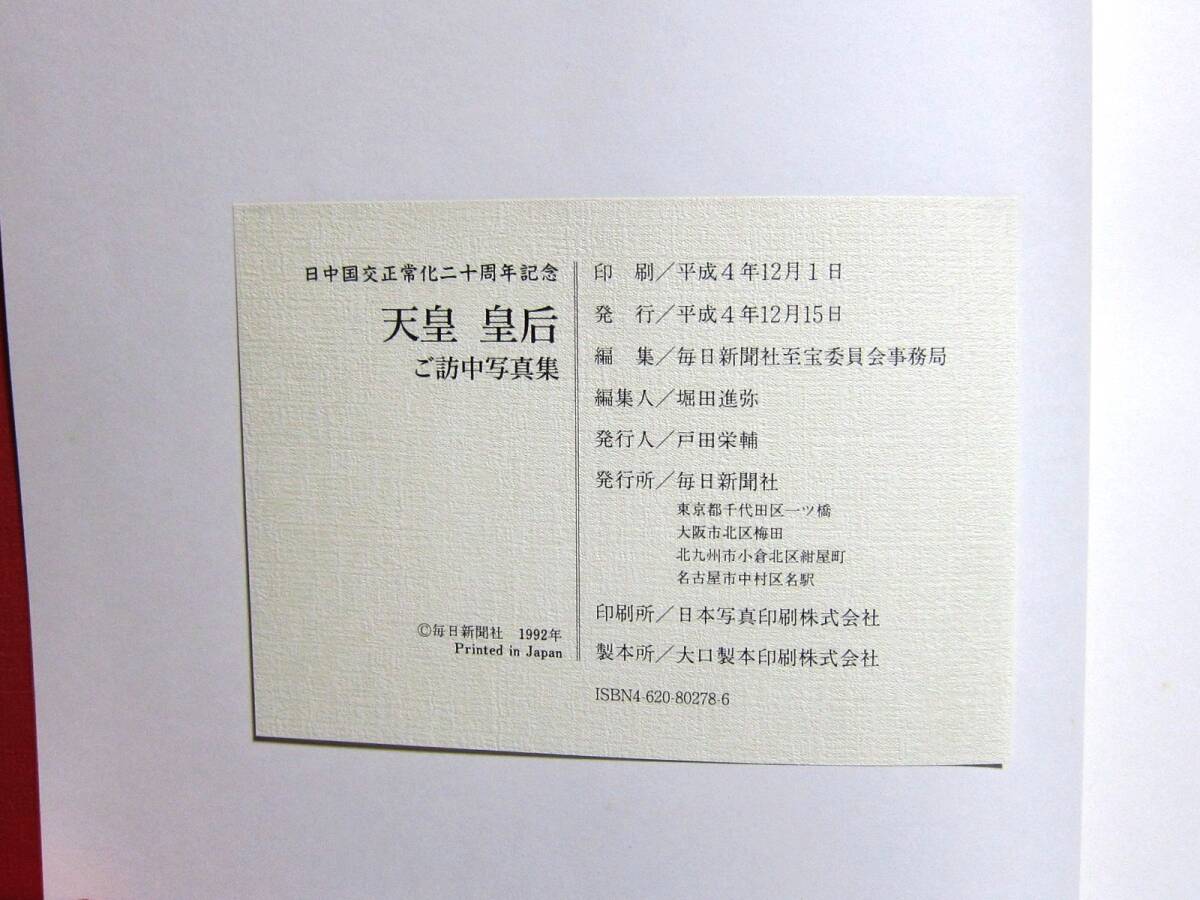 日中国交正常化二十周年記念
天皇 皇后
ご訪中写真集
©毎日新聞社 1992年
Printed in Japan
印 刷／平成4年12月1日
発 行／平成4年12月15日
編 集／毎日新聞社至宝委員会事務局
編集人／堀田進弥
発行人／戸田栄輔
発行所／毎日新聞社
東京都千代田区一ツ橋
大阪市北区梅田
北九州市小倉北区紺屋町
名古屋市中村区名駅
印刷所／日本写真印刷株式会社
製本所／大口製本印刷株式会社
ISBN4-620-80278-6